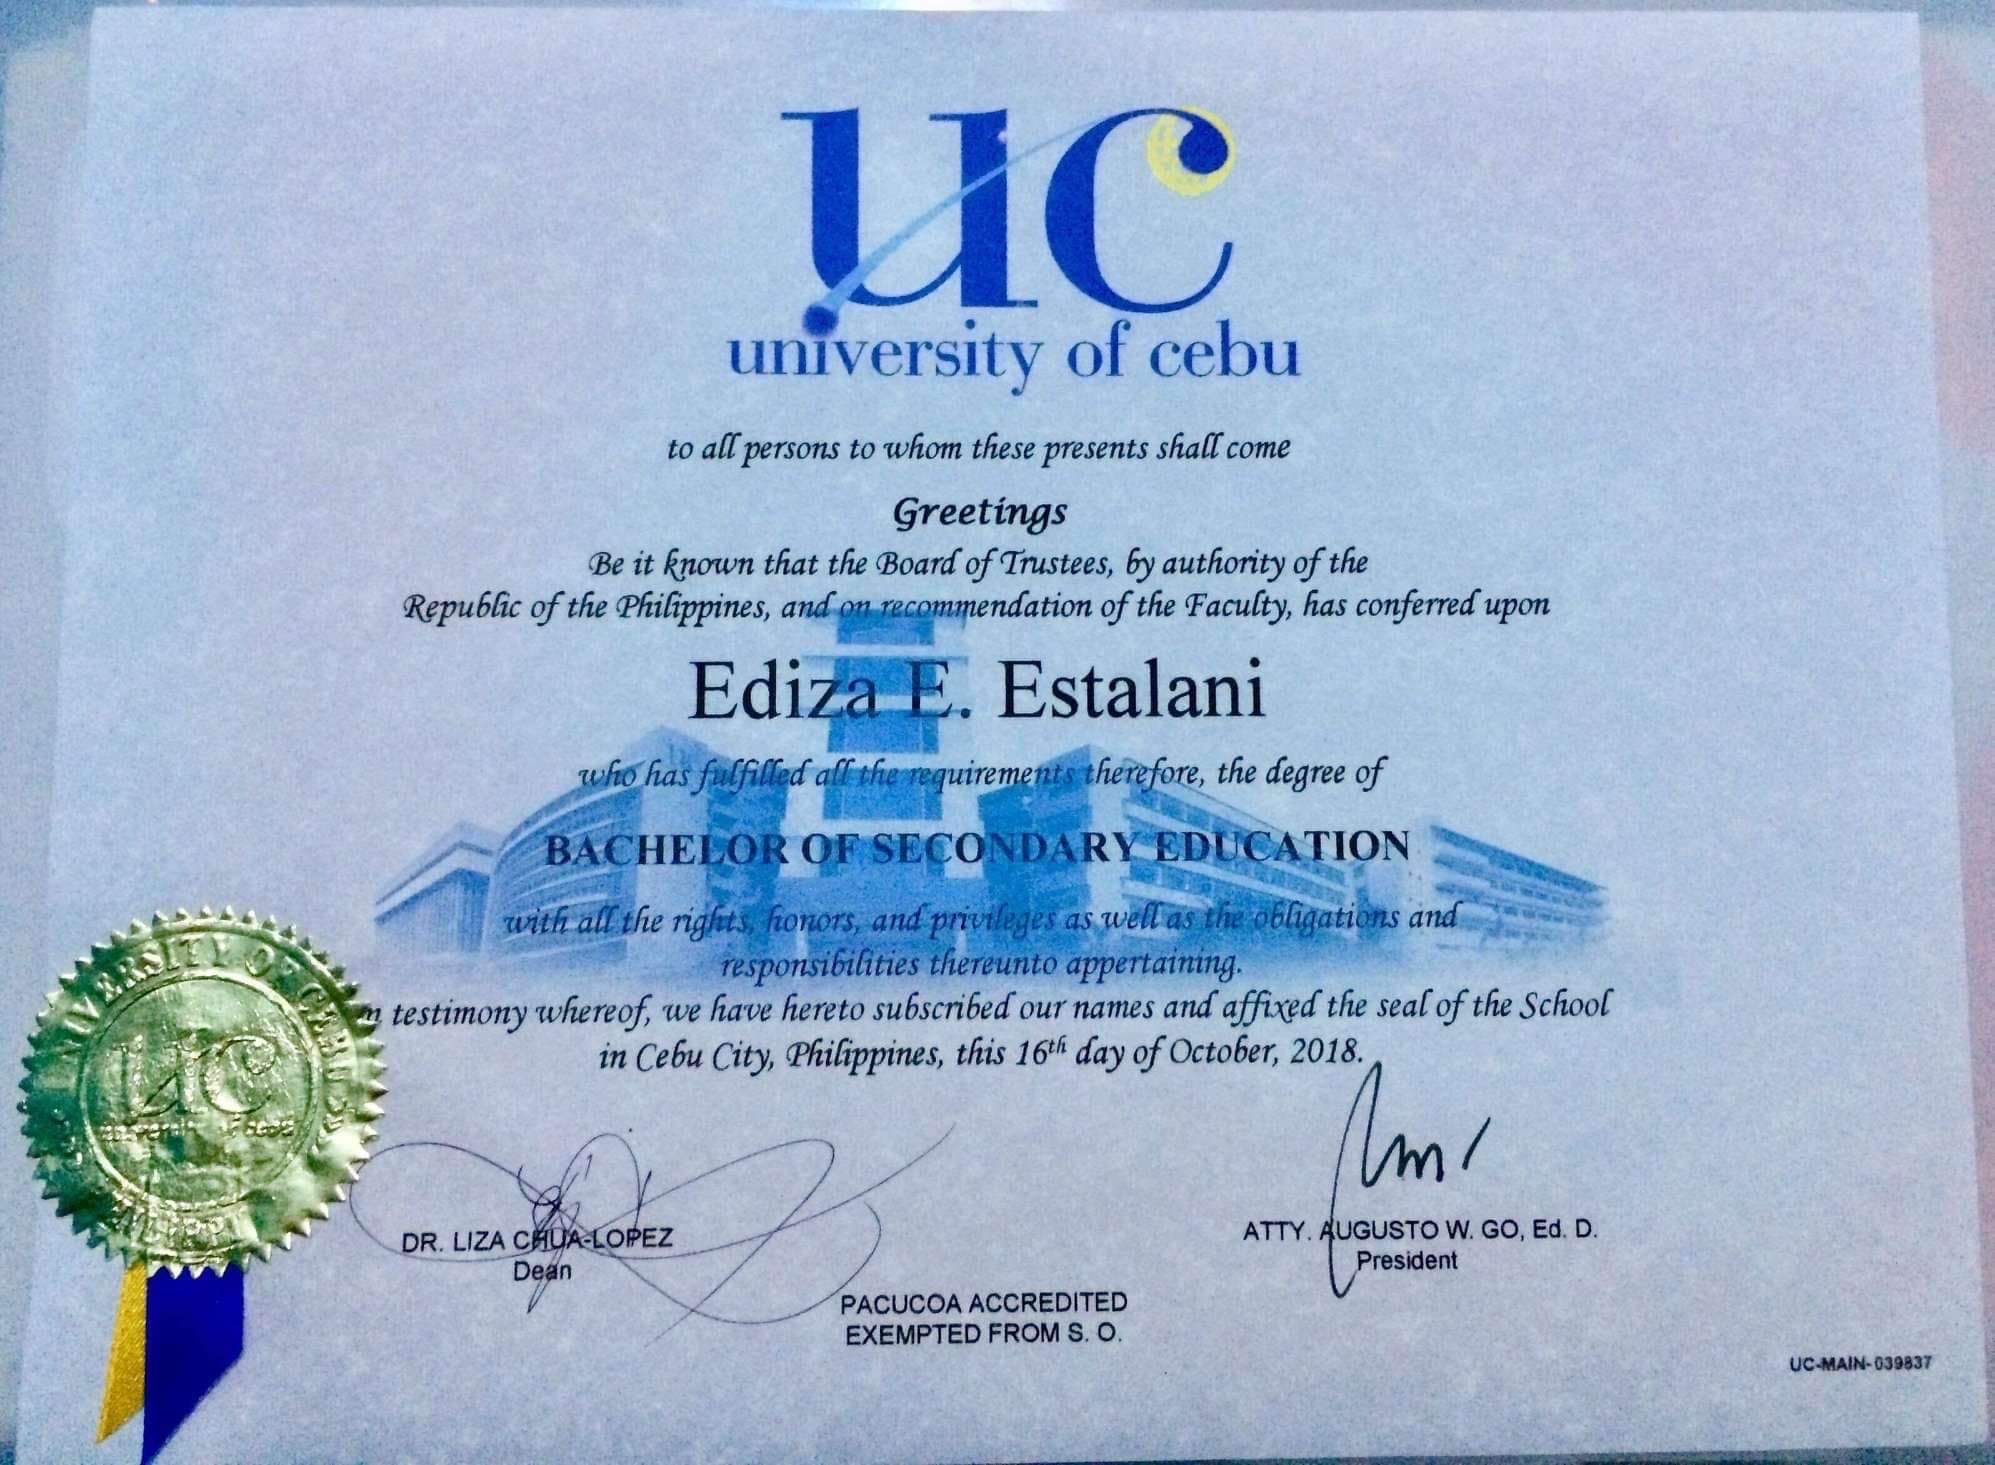 uc
university of cebu
to all persons to whom these presents shall come
Greetings
Be it known that the Board of Trustees, by authority of the
Republic of the Philippines, and on recommendation of the Faculty, has conferred upon
Ediza E. Estalani
who has fulfilled all the requirements therefore, the degree of
BACHELOR OF SECONDARY EDUCATION
with all the rights, honors, and privileges as well as the obligations and
responsibilities thereunto appertaining.
n testimony whereof, we have hereto subscribed our names and affixed the seal of the School
in Cebu City, Philippines, this 16th day of October, 2018.
UNIVERSITY OF CEBU
uc
DR. LIZA CHUA-LOPEZ
Dean
ATTY. AUGUSTO W. GO, Ed. D.
President
PACUCOA ACCREDITED
EXEMPTED FROM S. O.
UC-MAIN-039837